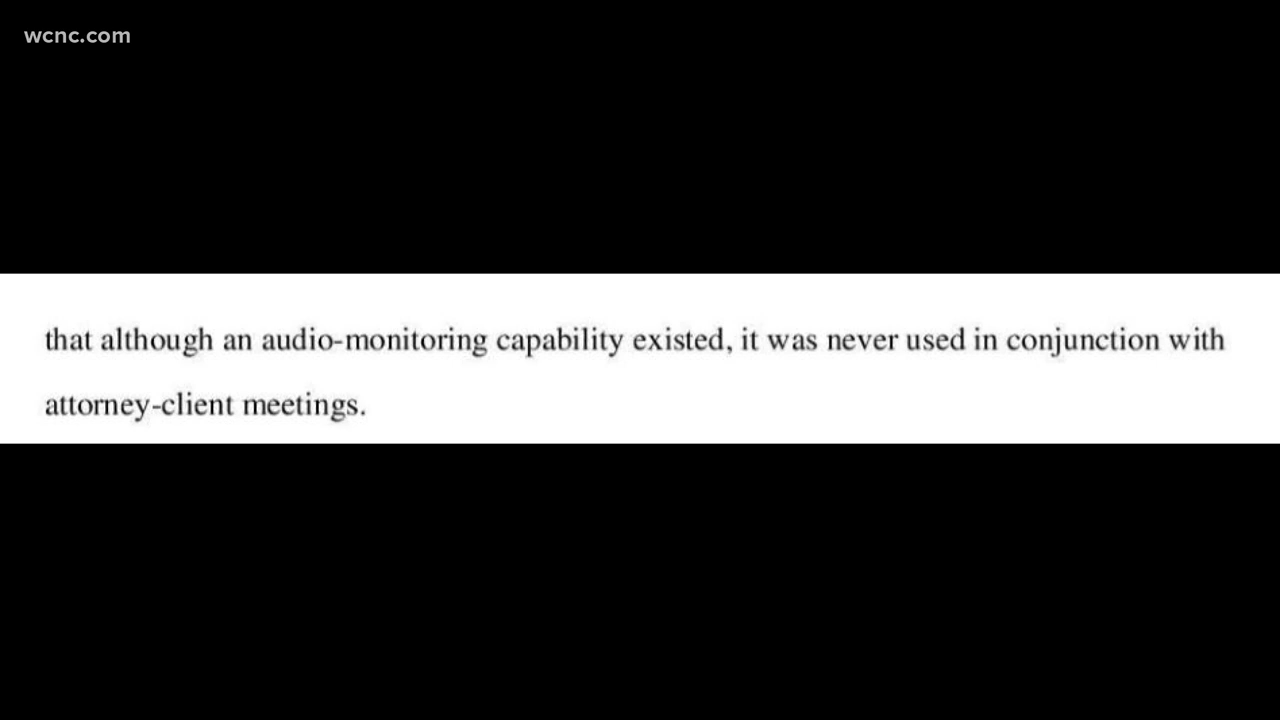 wcnc.com
that although an audio-monitoring capability existed, it was never used in conjunction with
attorney-client meetings.